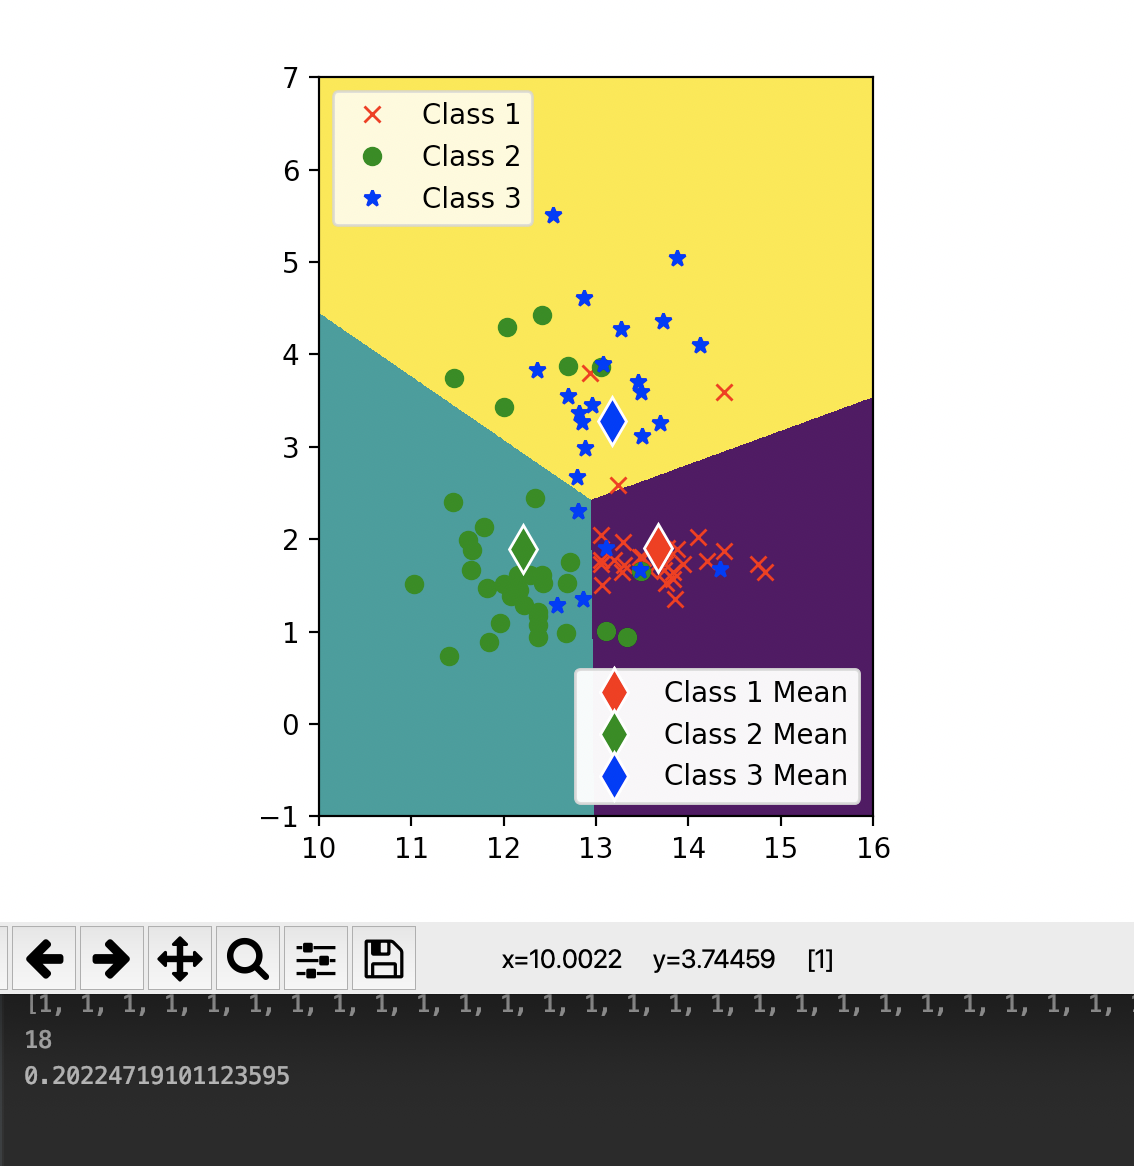 7
6
5
4
3
2
1
0
−1
10 11 12 13 14 15 16
Class 1
Class 2
Class 3
Class 1 Mean
Class 2 Mean
Class 3 Mean
x=10.0022 y=3.74459 [1]
[1, 1, 1, 1, 1, 1, 1, 1, 1, 1, 1, 1, 1, 1, 1, 1, 1, 1, 1, 1, 1, 1, 1, 1, 1, 1,
18
0.20224719101123595